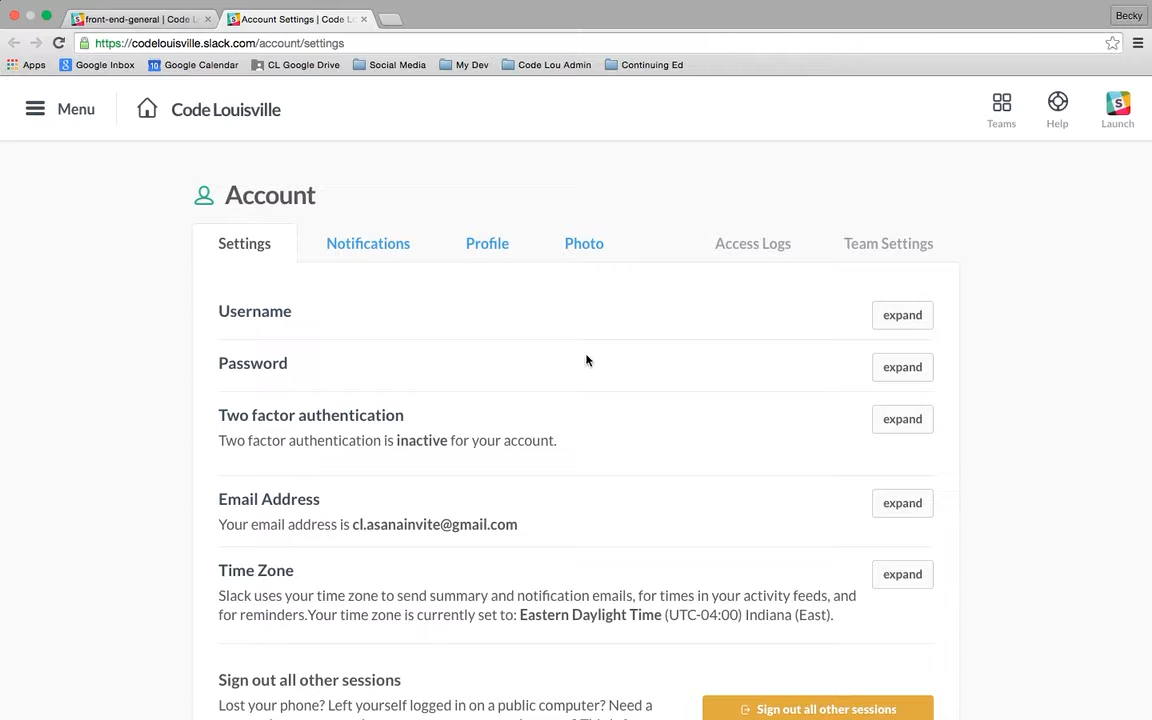 front-end-general | Code L
Account Settings | Code L
Becky
https://codelouisville.slack.com/account/settings
Apps
Google Inbox
10 Google Calendar
CL Google Drive
Social Media
My Dev
Code Lou Admin
Continuing Ed
Menu
Code Louisville
Teams
Help
Launch
Account
Settings
Notifications
Profile
Photo
Access Logs
Team Settings
Username
expand
Password
expand
Two factor authentication
expand
Two factor authentication is inactive for your account.
Email Address
expand
Your email address is cl.asanainvite@gmail.com
Time Zone
expand
Slack uses your time zone to send summary and notification emails, for times in your activity feeds, and
for reminders.Your time zone is currently set to: Eastern Daylight Time (UTC-04:00) Indiana (East).
Sign out all other sessions
Lost your phone? Left yourself logged in on a public computer? Need a
Sign out all other sessions